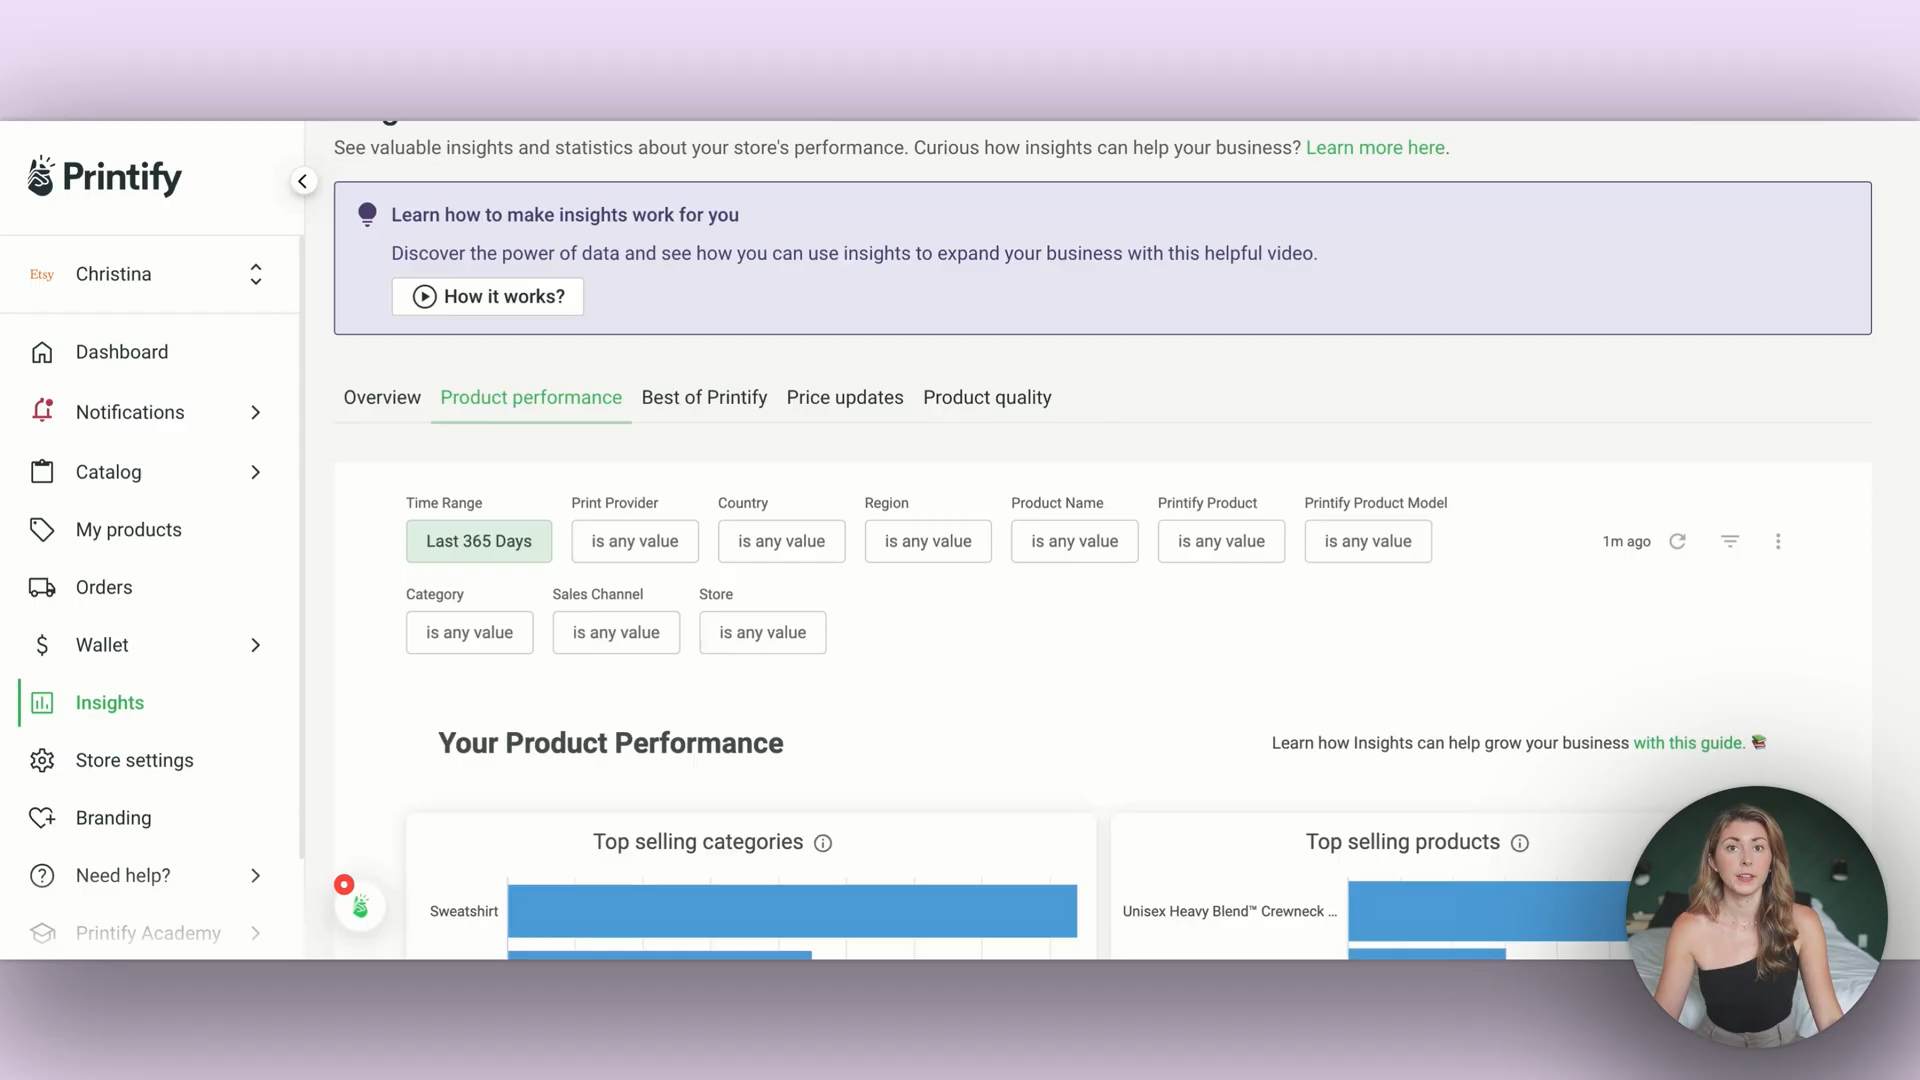 See valuable insights and statistics about your store's performance. Curious how insights can help your business? Learn more here.
Printify
Learn how to make insights work for you
Discover the power of data and see how you can use insights to expand your business with this helpful video.
How it works?
Etsy Christina
Dashboard
Notifications
Catalog
My products
Orders
Wallet
Insights
Store settings
Branding
Need help?
Printify Academy
Overview Product performance Best of Printify Price updates Product quality
Time Range Print Provider Country Region Product Name Printify Product Printify Product Model
Last 365 Days is any value is any value is any value is any value is any value is any value
1m ago
Category Sales Channel Store
is any value is any value is any value
Your Product Performance
Learn how Insights can help grow your business with this guide.
Top selling categories
Sweatshirt
Top selling products
Unisex Heavy Blend™ Crewneck ...